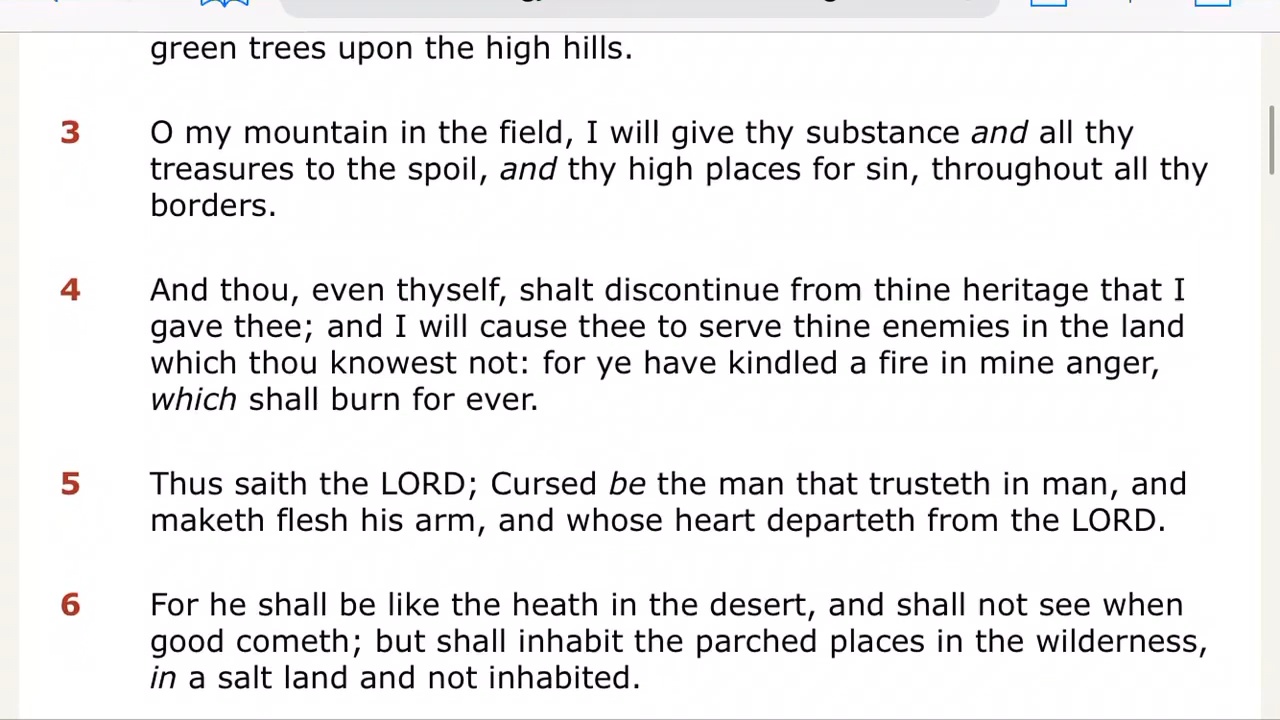 green trees upon the high hills.
3 O my mountain in the field, I will give thy substance and all thy
treasures to the spoil, and thy high places for sin, throughout all thy
borders.
4 And thou, even thyself, shalt discontinue from thine heritage that I
gave thee; and I will cause thee to serve thine enemies in the land
which thou knowest not: for ye have kindled a fire in mine anger,
which shall burn for ever.
5 Thus saith the LORD; Cursed be the man that trusteth in man, and
maketh flesh his arm, and whose heart departeth from the LORD.
6 For he shall be like the heath in the desert, and shall not see when
good cometh; but shall inhabit the parched places in the wilderness,
in a salt land and not inhabited.